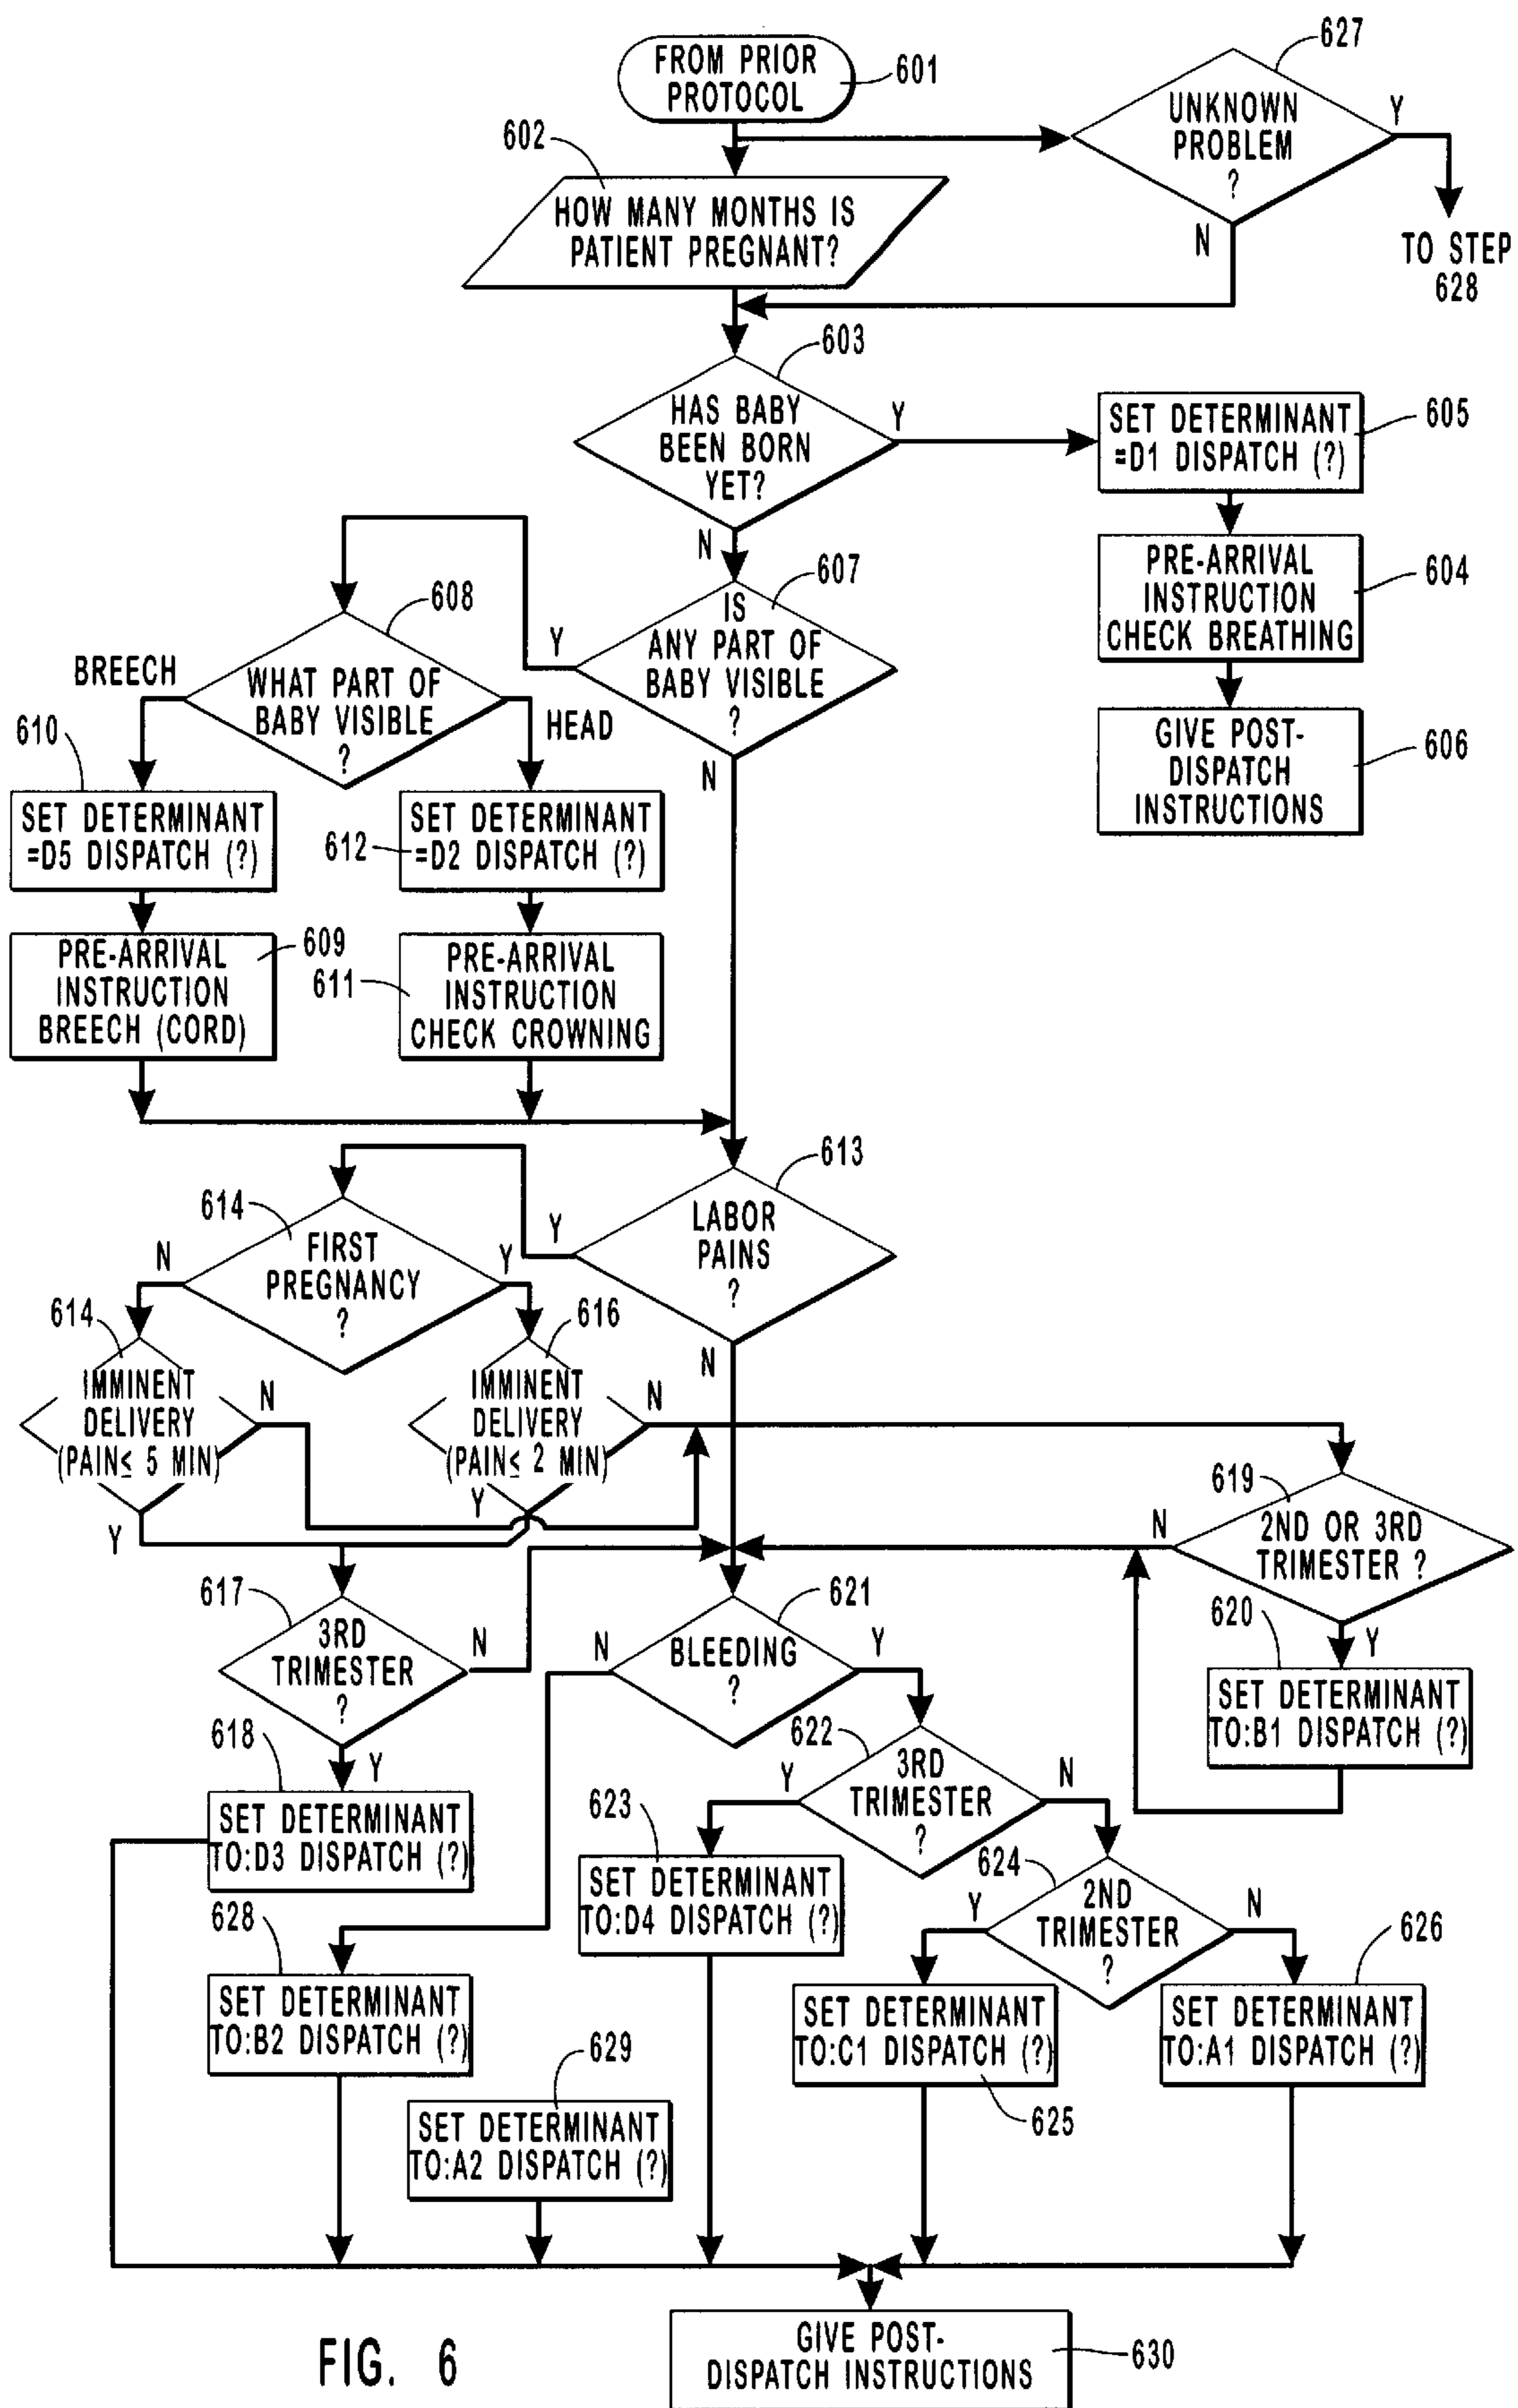 FROM PRIOR
PROTOCOL
601
627
UNKNOWN
PROBLEM
?
Y
N
TO STEP
628
602
HOW MANY MONTHS IS
PATIENT PREGNANT?
603
HAS BABY
BEEN BORN
YET?
Y
N
605
SET DETERMINANT
=D1 DISPATCH (?)
604
PRE-ARRIVAL
INSTRUCTION
CHECK BREATHING
606
GIVE POST-
DISPATCH
INSTRUCTIONS
607
IS
ANY PART OF
BABY VISIBLE
?
Y
N
608
WHAT PART OF
BABY VISIBLE
?
BREECH
HEAD
610
SET DETERMINANT
=D5 DISPATCH (?)
612
SET DETERMINANT
=D2 DISPATCH (?)
609
PRE-ARRIVAL
INSTRUCTION
BREECH (CORD)
611
PRE-ARRIVAL
INSTRUCTION
CHECK CROWNING
613
LABOR
PAINS
?
Y
N
614
FIRST
PREGNANCY
?
N
Y
614
IMMINENT
DELIVERY
(PAIN≤ 5 MIN)
N
Y
616
IMMINENT
DELIVERY
(PAIN≤ 2 MIN)
N
Y
619
2ND OR 3RD
TRIMESTER ?
N
Y
620
SET DETERMINANT
TO:B1 DISPATCH (?)
617
3RD
TRIMESTER
?
N
Y
618
SET DETERMINANT
TO:D3 DISPATCH (?)
621
BLEEDING
?
N
Y
622
3RD
TRIMESTER
?
Y
N
623
SET DETERMINANT
TO:D4 DISPATCH (?)
624
2ND
TRIMESTER
?
Y
N
628
SET DETERMINANT
TO:B2 DISPATCH (?)
629
SET DETERMINANT
TO:A2 DISPATCH (?)
SET DETERMINANT
TO:C1 DISPATCH (?)
625
626
SET DETERMINANT
TO:A1 DISPATCH (?)
GIVE POST-
DISPATCH INSTRUCTIONS
630
FIG. 6